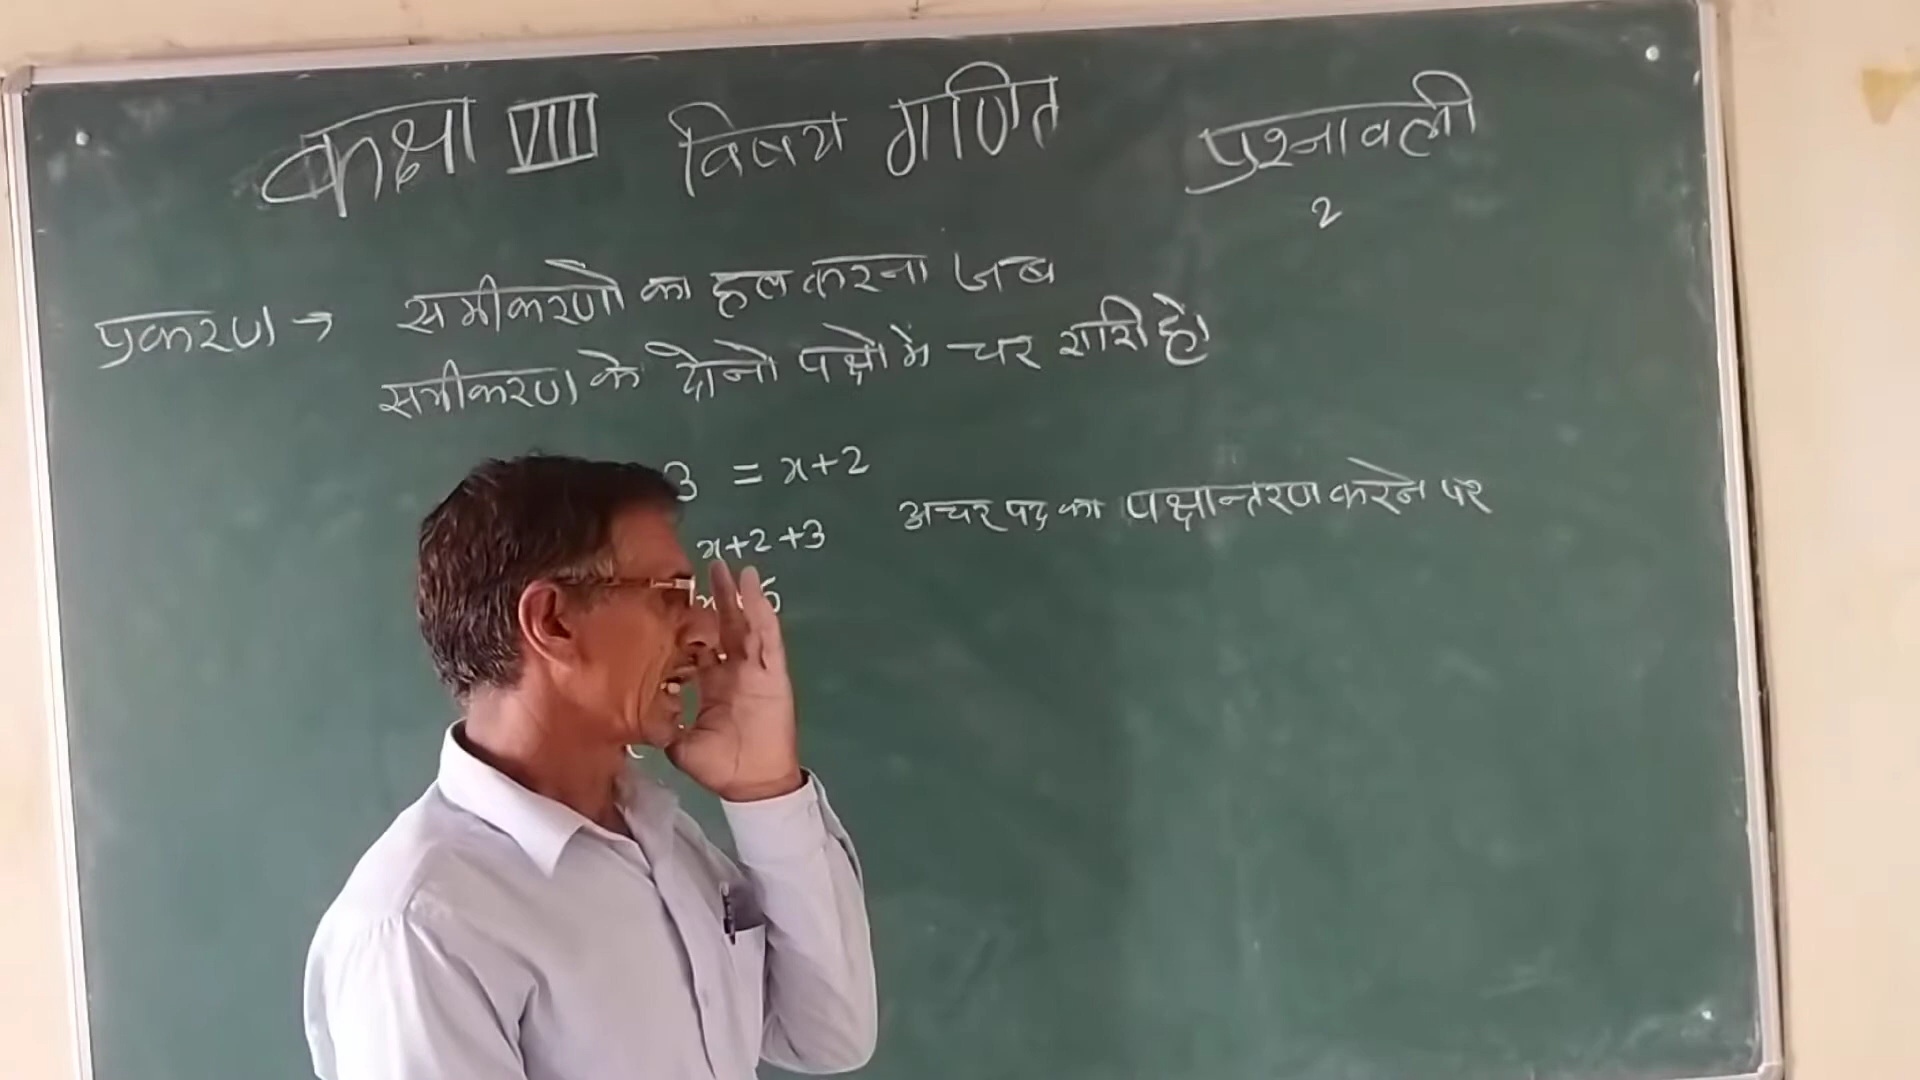 कक्षा VIII विषय गणित प्रश्नावली
2
प्रकरण → समीकरणों का हल करना जब
समीकरण के दोनों पक्षों में चर राशि हो।
3 = x+2
x+2+3 अचर पद का पक्षान्तरण करने पर